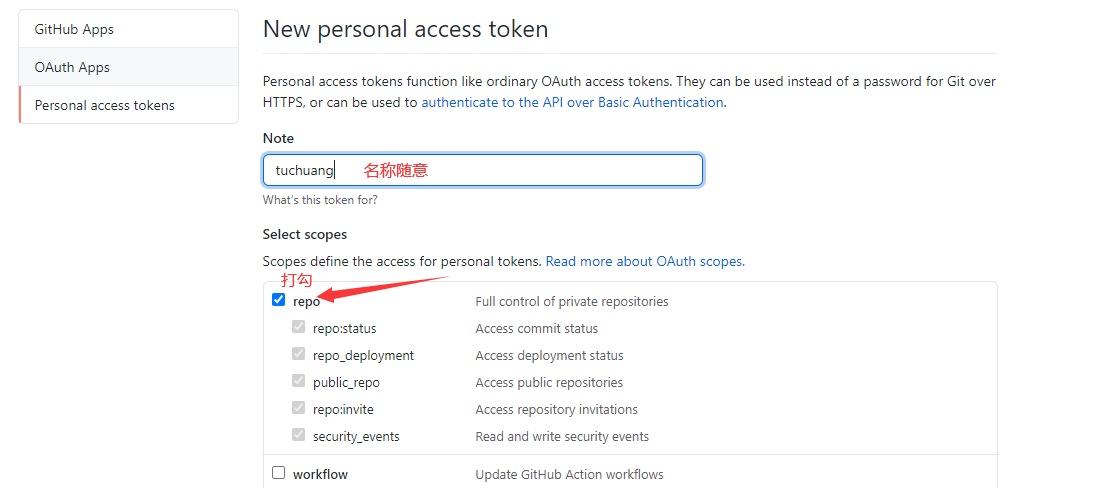 GitHub Apps
OAuth Apps
Personal access tokens
New personal access token
Personal access tokens function like ordinary OAuth access tokens. They can be used instead of a password for Git over
HTTPS, or can be used to authenticate to the API over Basic Authentication.
Note
tuchuang 名称随意
What's this token for?
Select scopes
Scopes define the access for personal tokens. Read more about OAuth scopes.
打勾
repo Full control of private repositories
repo:status Access commit status
repo_deployment Access deployment status
public_repo Access public repositories
repo:invite Access repository invitations
security_events Read and write security events
workflow Update GitHub Action workflows